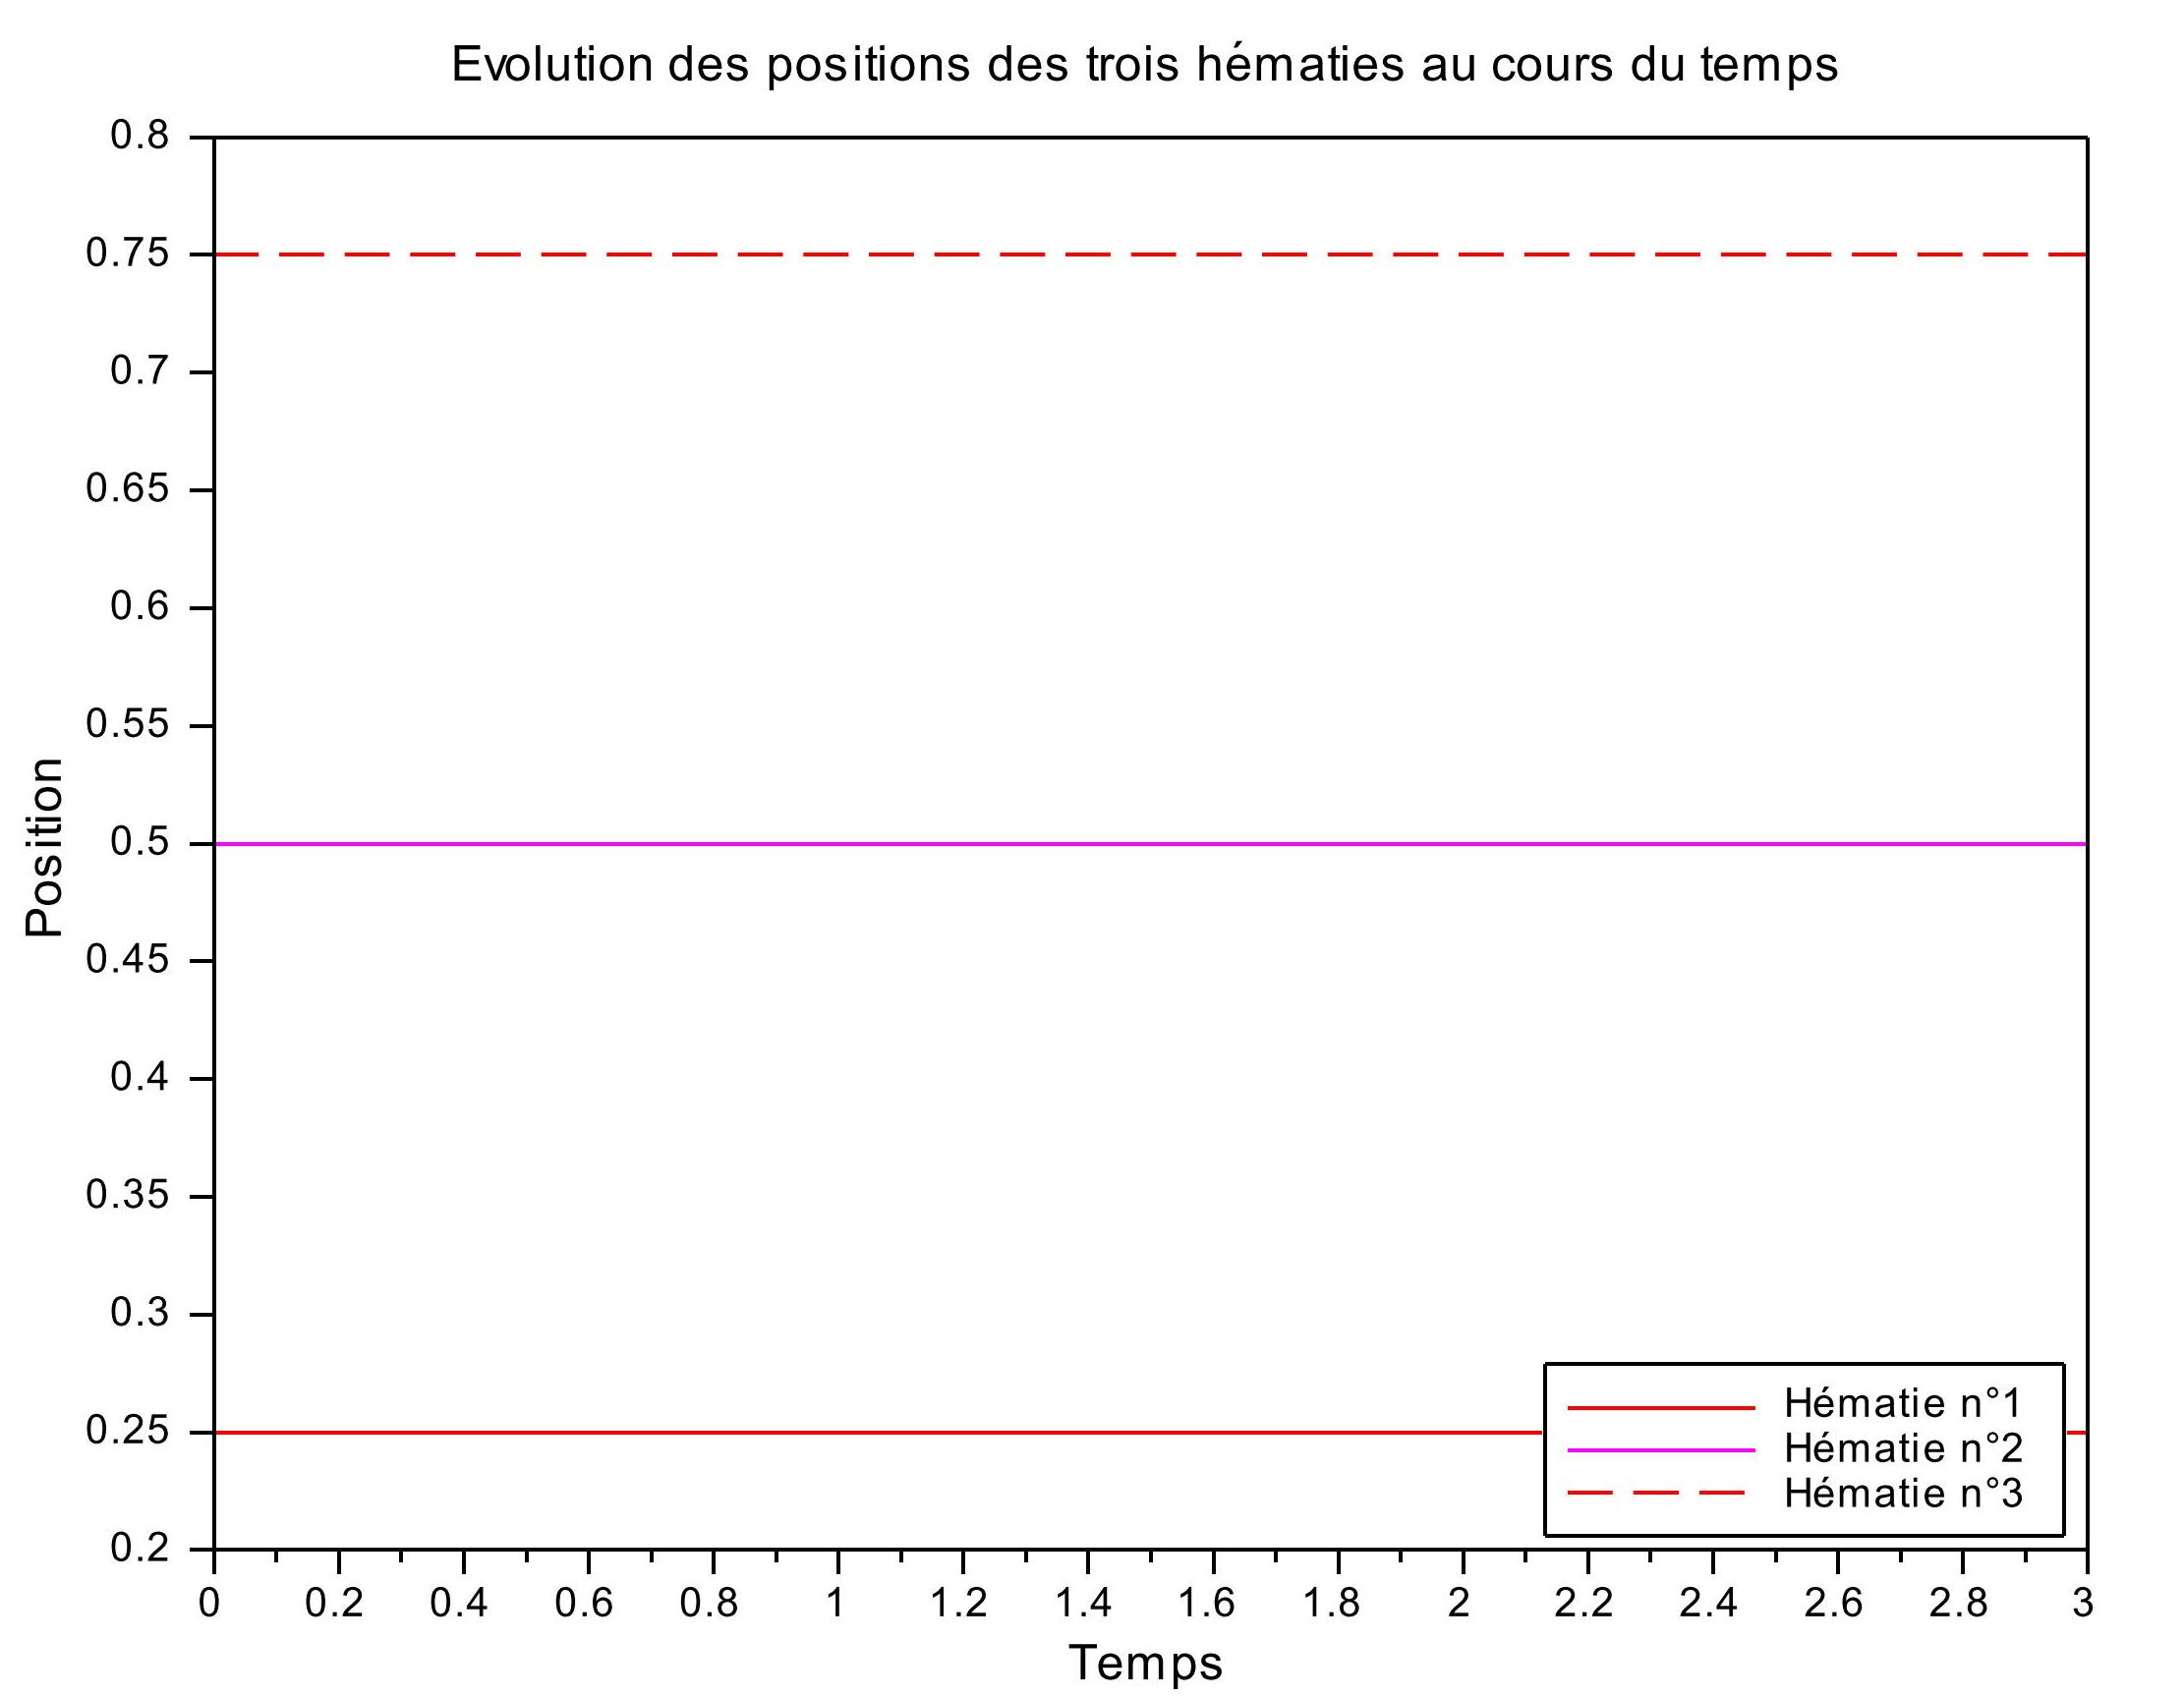 Evolution des positions des trois hématies au cours du temps
0.8
0.75
0.7
0.65
0.6
0.55
0.5
0.45
0.4
0.35
0.3
0.25
0.2
Position
Hématie n°1
Hématie n°2
Hématie n°3
0 0.2 0.4 0.6 0.8 1 1.2 1.4 1.6 1.8 2 2.2 2.4 2.6 2.8 3
Temps